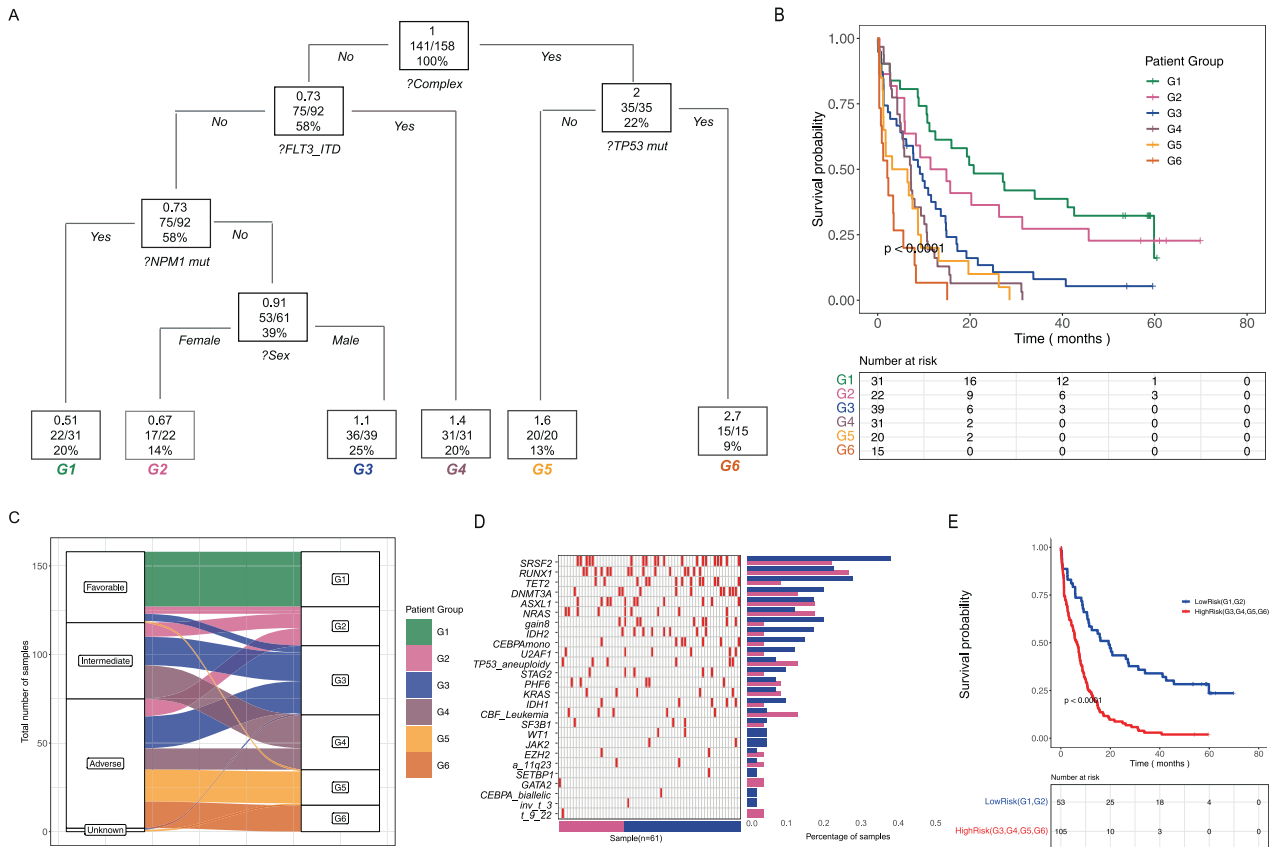 A
1
141/158
100%
No
Yes
?Complex
0.73
75/92
58%
No
Yes
?FLT3_ITD
2
35/35
22%
No
Yes
?TP53 mut
0.73
75/92
58%
Yes
No
?NPM1 mut
0.91
53/61
39%
Female
Male
?Sex
0.51
22/31
20%
G1
0.67
17/22
14%
G2
1.1
36/39
25%
G3
1.4
31/31
20%
G4
1.6
20/20
13%
G5
2.7
15/15
9%
G6
B
Survival probability
1.00
0.75
0.50
0.25
0.00
p < 0.0001
Patient Group
G1
G2
G3
G4
G5
G6
0 20 40 60 80
Time ( months )
Number at risk
G1 31 16 12 1 0
G2 22 9 6 3 0
G3 39 6 3 0 0
G4 31 2 0 0 0
G5 20 2 0 0 0
G6 15 0 0 0 0
C
Total number of samples
150
100
50
0
Favorable
Intermediate
Adverse
Unknown
G1
G2
G3
G4
G5
G6
Patient Group
G1
G2
G3
G4
G5
G6
D
SRSF2
RUNX1
TET2
DNMT3A
ASXL1
NRAS
gain8
IDH2
CEBPAmono
U2AF1
TP53_aneuploidy
STAG2
PHF6
KRAS
IDH1
CBF_Leukemia
SF3B1
WT1
JAK2
EZH2
a_11q23
SETBP1
GATA2
CEBPA_biallelic
inv_t_3
t_9_22
0.0 0.1 0.2 0.3 0.4 0.5
Sample(n=61)
Percentage of samples
E
Survival probability
1.00
0.75
0.50
0.25
0.00
LowRisk(G1,G2)
HighRisk(G3,G4,G5,G6)
p < 0.0001
0 20 40 60 80
Time ( months )
Number at risk
LowRisk(G1,G2) 53 25 18 4 0
HighRisk(G3,G4,G5,G6) 105 10 3 0 0